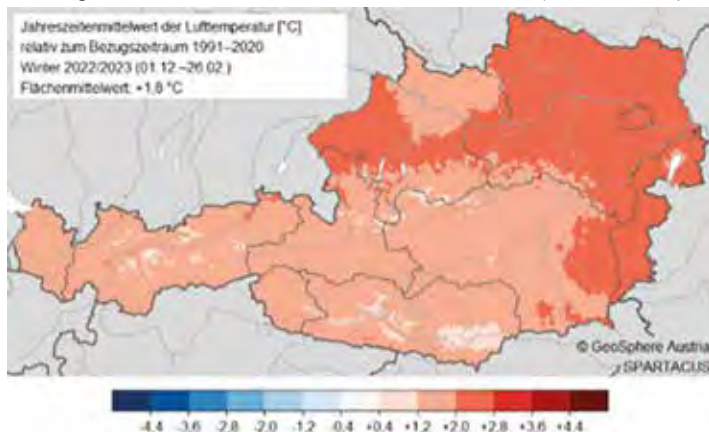 Jahreszeitenmittelwert der Lufttemperatur [°C]
relativ zum Bezugszeitraum 1991–2020
Winter 2022/2023 (01.12.–26.02.)
Flächenmittelwert: +1,8 °C
© GeoSphere Austria
SPARTACUS
-4.4 -3.6 -2.8 -2.0 -1.2 -0.4 +0.4 +1.2 +2.0 +2.8 +3.6 +4.4